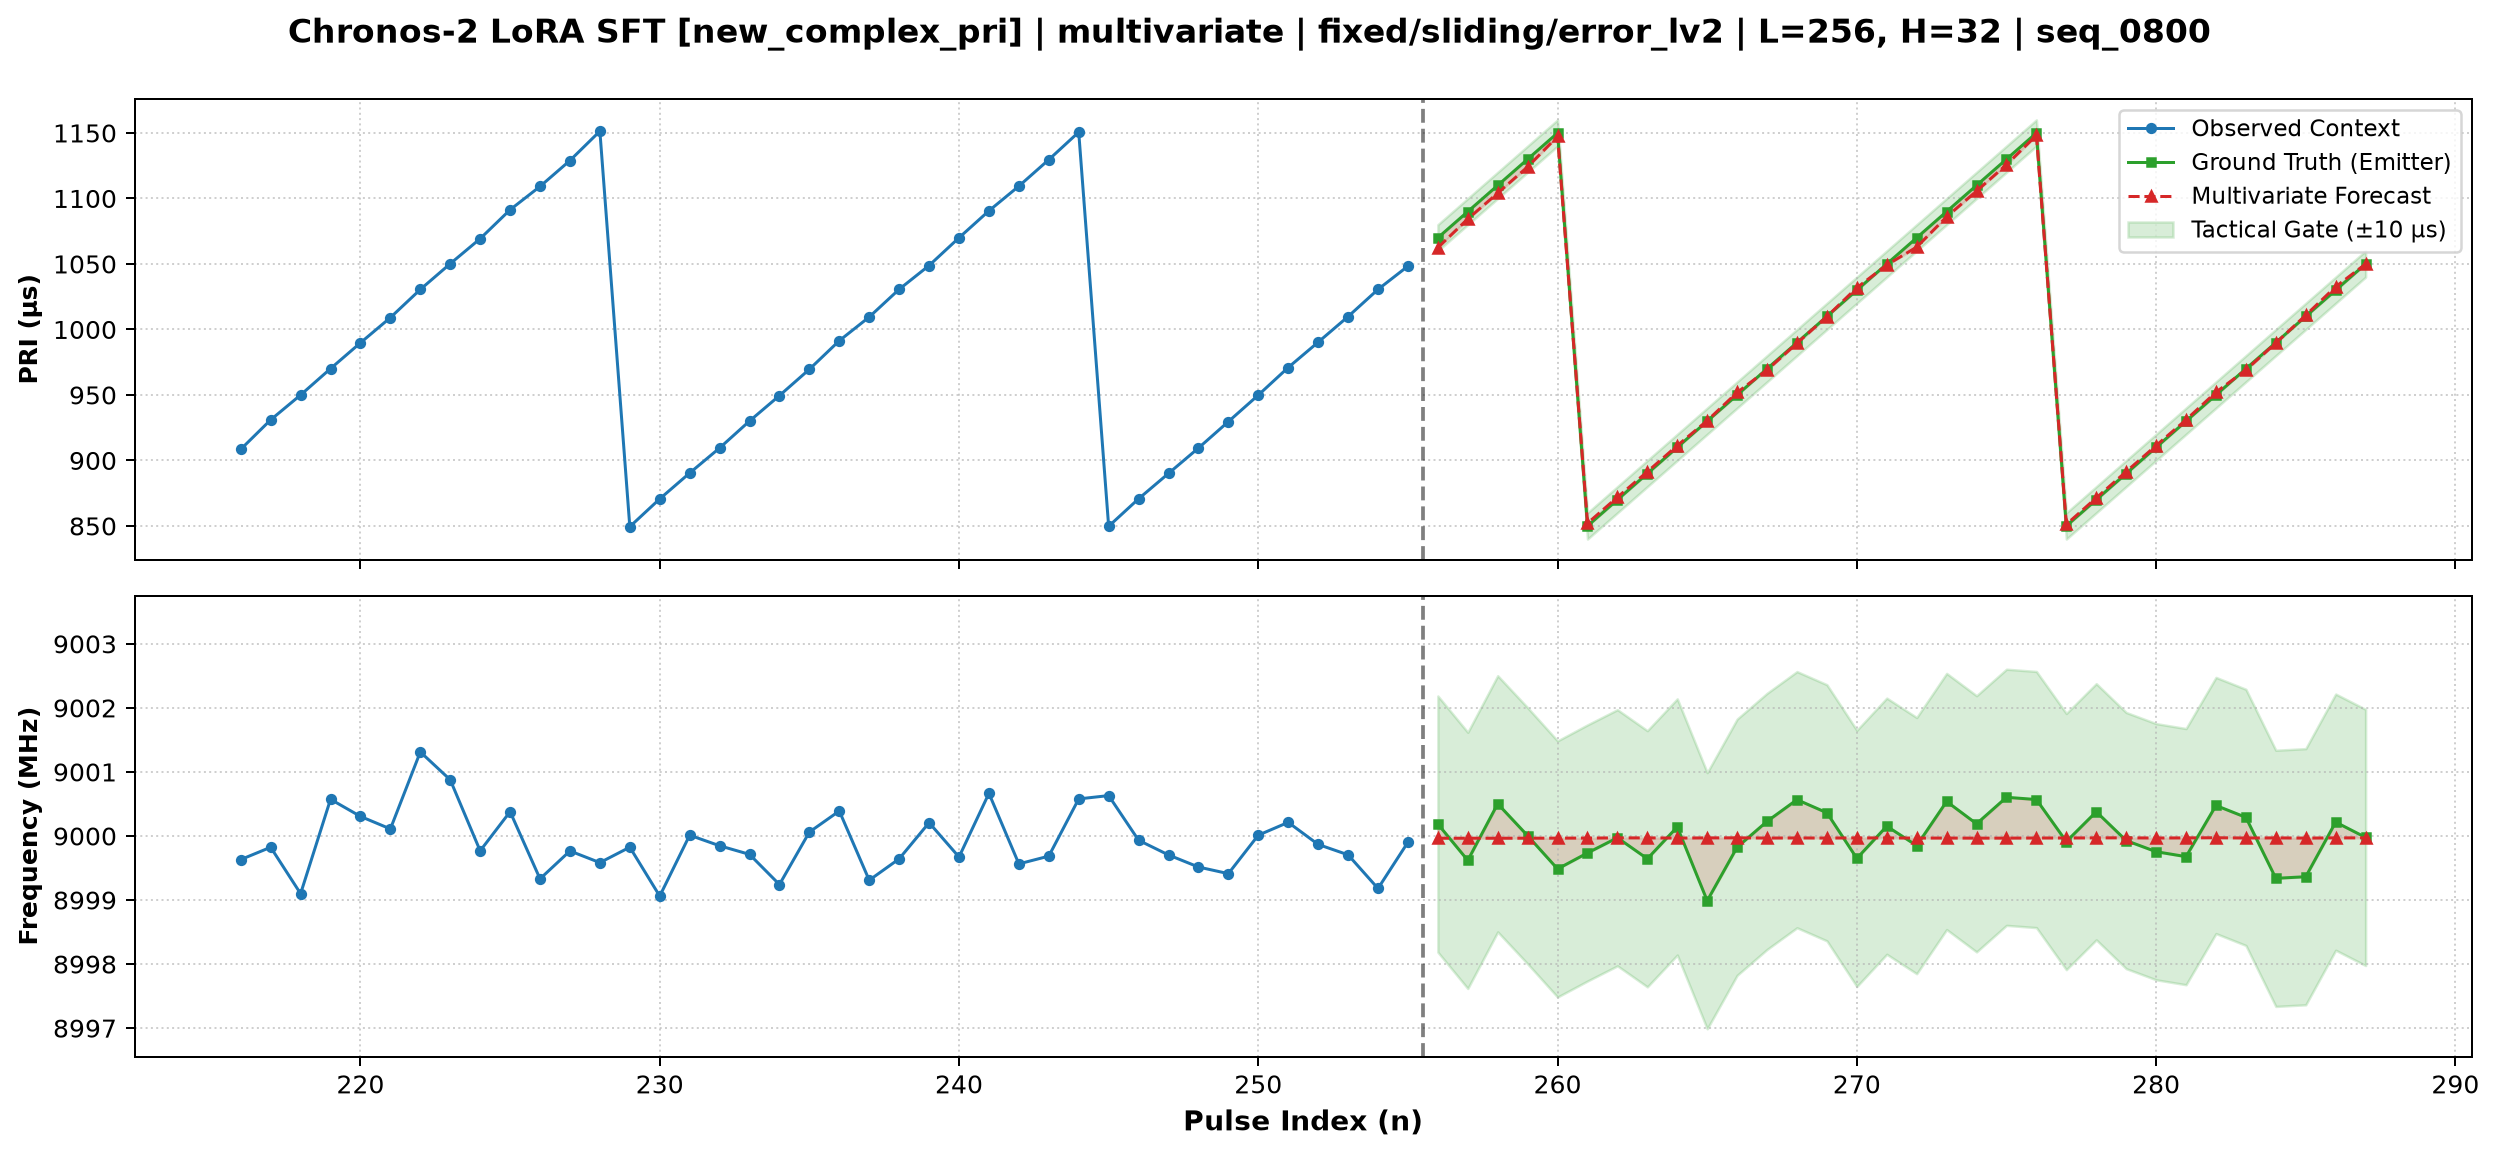 Chronos-2 LoRA SFT [new_complex_pri] | multivariate | fixed/sliding/error_lv2 | L=256, H=32 | seq_0800
PRI (µs)
1150
1100
1050
1000
950
900
850
Observed Context
Ground Truth (Emitter)
Multivariate Forecast
Tactical Gate (±10 µs)
Frequency (MHz)
9003
9002
9001
9000
8999
8998
8997
220 230 240 250 260 270 280 290
Pulse Index (n)